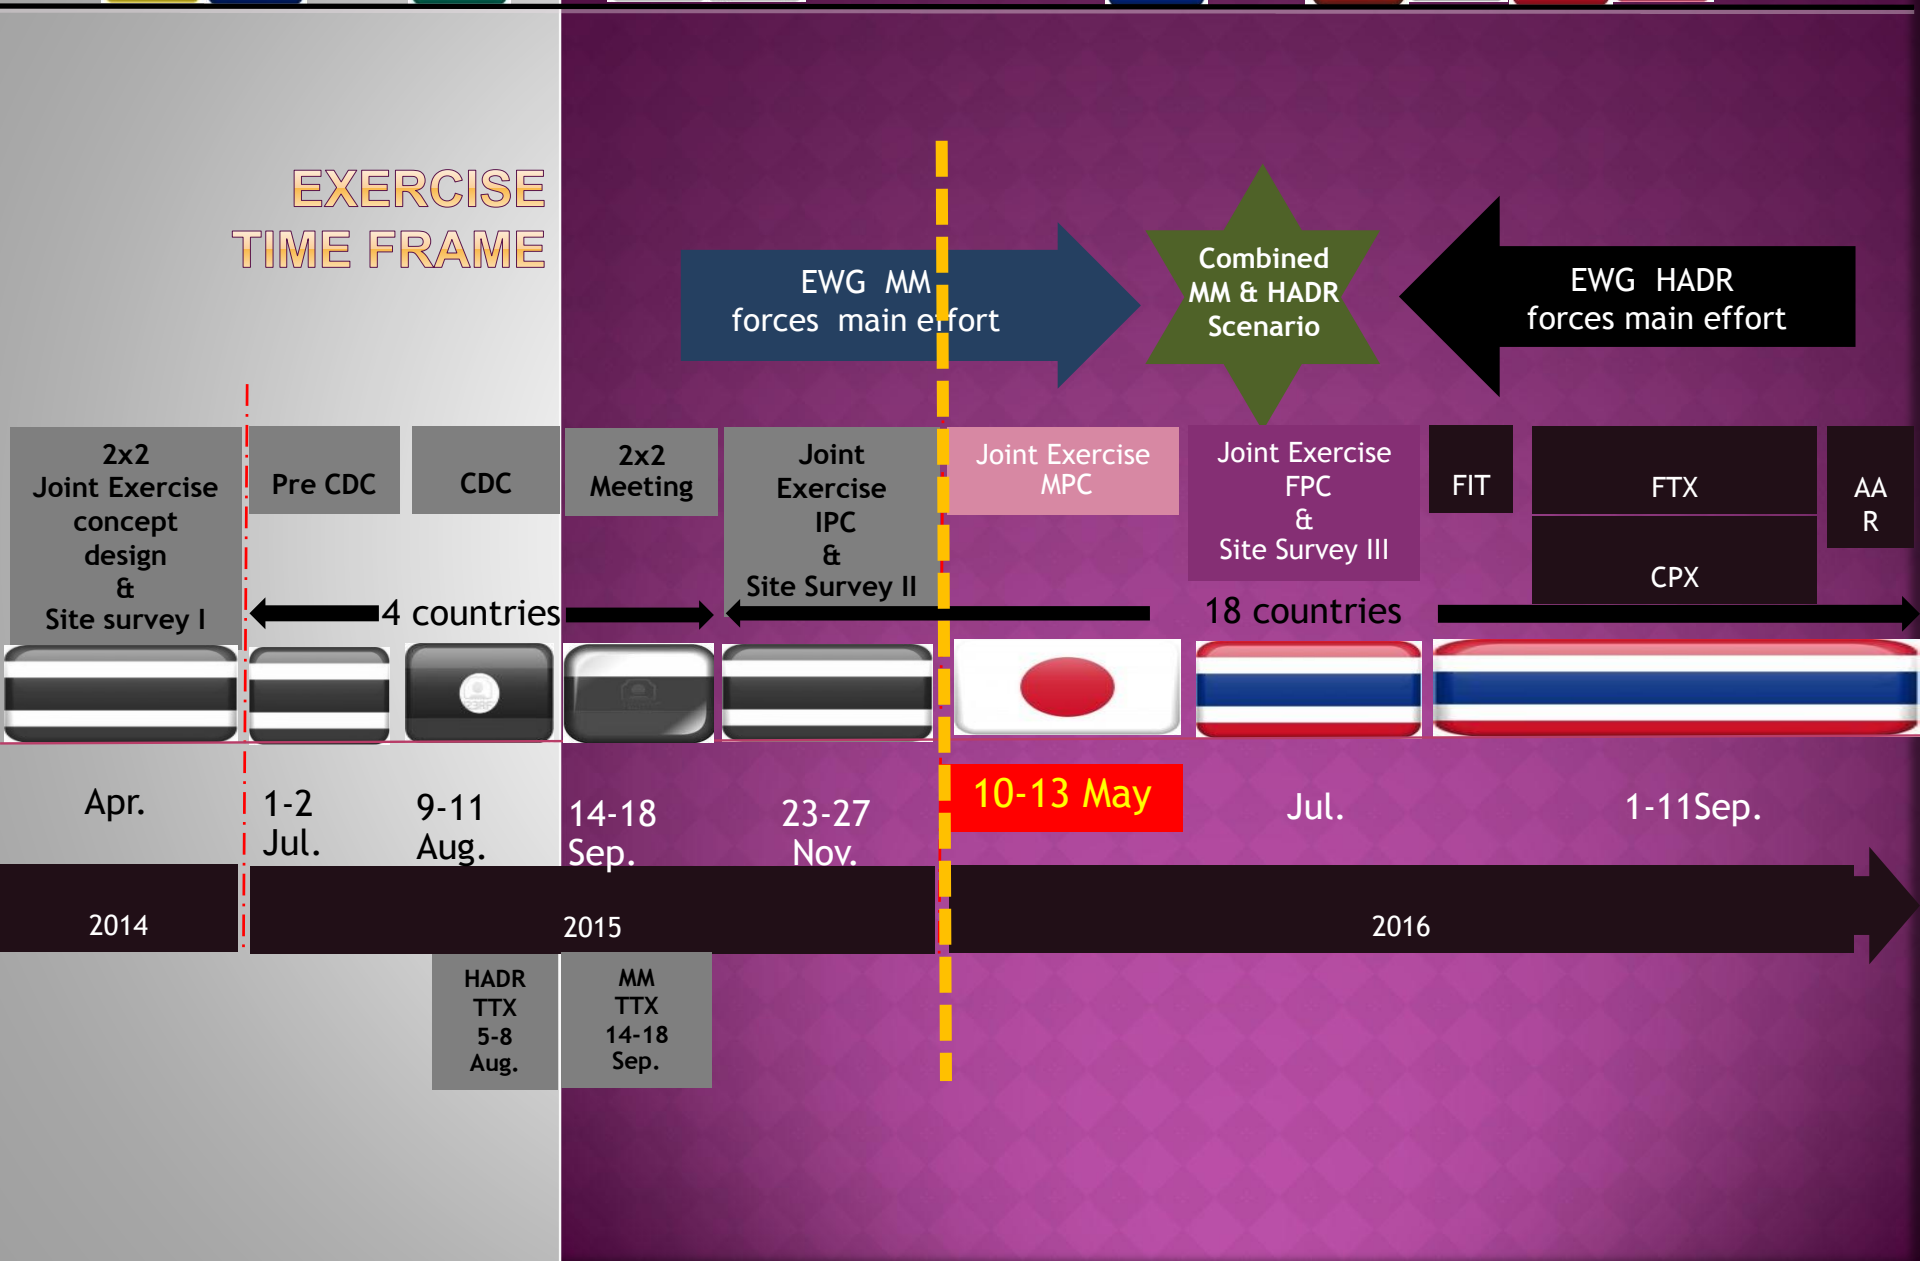 EXERCISE
TIME FRAME
EWG MM
forces main effort
Combined
MM & HADR
Scenario
EWG HADR
forces main effort
2x2
Joint Exercise
concept
design
&
Site survey I
Pre CDC
CDC
2x2
Meeting
Joint
Exercise
IPC
&
Site Survey II
Joint Exercise
MPC
Joint Exercise
FPC
&
Site Survey III
FIT
FTX
CPX
AA
R
4 countries
18 countries
Apr.
1-2
Jul.
9-11
Aug.
14-18
Sep.
23-27
Nov.
10-13 May
Jul.
1-11Sep.
2014
2015
2016
HADR
TTX
5-8
Aug.
MM
TTX
14-18
Sep.